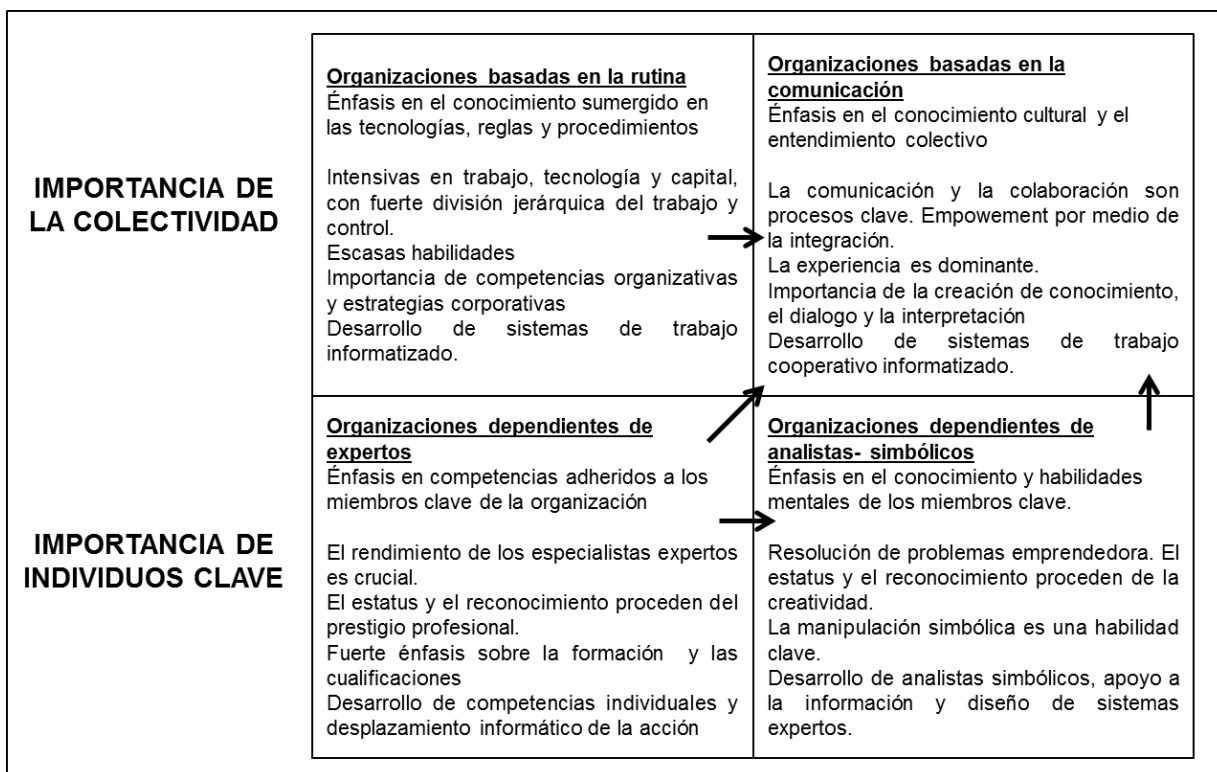 IMPORTANCIA DE
LA COLECTIVIDAD
Organizaciones basadas en la rutina
Énfasis en el conocimiento sumergido en
las tecnologías, reglas y procedimientos
Intensivas en trabajo, tecnología y capital,
con fuerte división jerárquica del trabajo y
control.
Escasas habilidades
Importancia de competencias organizativas
y estrategias corporativas
Desarrollo de sistemas de trabajo
informatizado.
Organizaciones basadas en la
comunicación
Énfasis en el conocimiento cultural y el
entendimiento colectivo
La comunicación y la colaboración son
procesos clave. Empowement por medio de
la integración.
La experiencia es dominante.
Importancia de la creación de conocimiento,
el dialogo y la interpretación
Desarrollo de sistemas de trabajo
cooperativo informatizado.
IMPORTANCIA DE
INDIVIDUOS CLAVE
Organizaciones dependientes de
expertos
Énfasis en competencias adheridos a los
miembros clave de la organización
El rendimiento de los especialistas expertos
es crucial.
El estatus y el reconocimiento proceden del
prestigio profesional.
Fuerte énfasis sobre la formación y las
cualificaciones
Desarrollo de competencias individuales y
desplazamiento informático de la acción
Organizaciones dependientes de
analistas- simbólicos
Énfasis en el conocimiento y habilidades
mentales de los miembros clave.
Resolución de problemas emprendedora. El
estatus y el reconocimiento proceden de la
creatividad.
La manipulación simbólica es una habilidad
clave.
Desarrollo de analistas simbólicos, apoyo a
la información y diseño de sistemas
expertos.